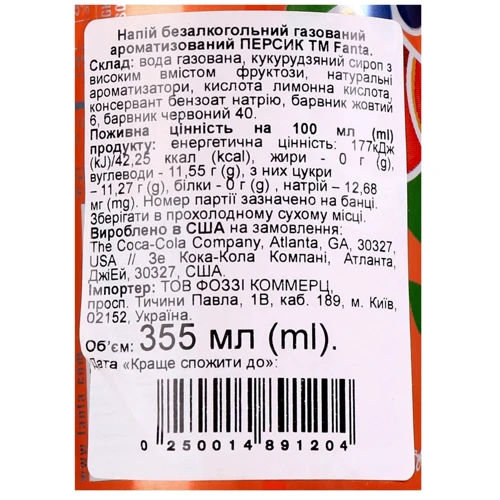 Напій безалкогольний газований
ароматизований ПЕРСИК ТМ Fanta.
Склад: вода газована, кукурудзяний сироп з
високим вмістом фруктози, натуральні
ароматизатори, кислота лимонна кислота,
консервант бензоат натрію, барвник жовтий
6, барвник червоний 40.
Поживна цінність на 100 мл (ml)
продукту: енергетична цінність: 177кДж
(kJ)/42,25 ккал (kcal), жири - 0 г (g),
вуглеводи - 11,55 г (g), з них цукри
– 11,27 г (g), білки - 0 г (g) , натрій – 12,68
мг (mg). Номер партії зазначено на банці.
Зберігати в прохолодному сухому місці.
Вироблено в США на замовлення:
The Coca-Cola Company, Atlanta, GA, 30327,
USA // Зе Кока-Кола Компані, Атланта,
ДжіЕй, 30327, США.
Імпортер: ТОВ ФОЗЗІ КОММЕРЦ,
просп. Тичини Павла, 1В, каб. 189, м. Київ,
02152, Україна.
Об'єм: 355 мл (ml).
Дата «Краще спожити до»:
0 250014 891204